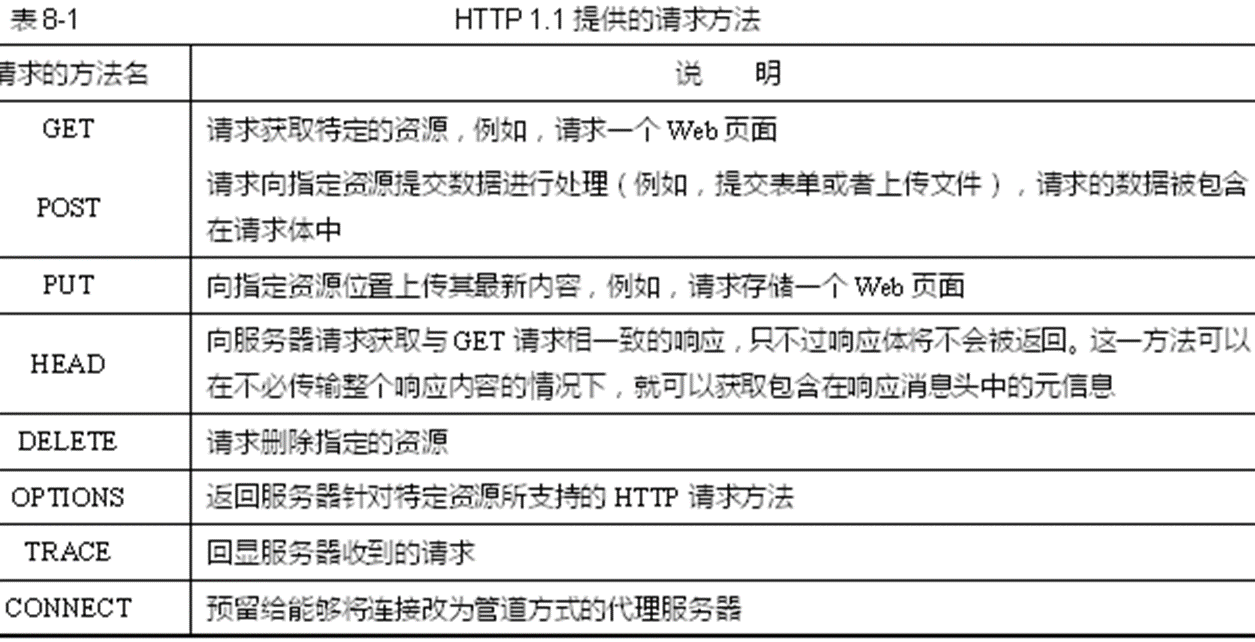 表 8-1 HTTP 1.1 提供的请求方法
请求的方法名 说 明
GET 请求获取特定的资源，例如，请求一个 Web 页面
POST 请求向指定资源提交数据进行处理（例如，提交表单或者上传文件），请求的数据被包含
在请求体中
PUT 向指定资源位置上传其最新内容，例如，请求存储一个 Web 页面
HEAD 向服务器请求获取与 GET 请求相一致的响应，只不过响应体将不会被返回。这一方法可以
在不必传输整个响应内容的情况下，就可以获取包含在响应消息头中的元信息
DELETE 请求删除指定的资源
OPTIONS 返回服务器针对特定资源所支持的 HTTP 请求方法
TRACE 回显服务器收到的请求
CONNECT 预留给能够将连接改为管道方式的代理服务器